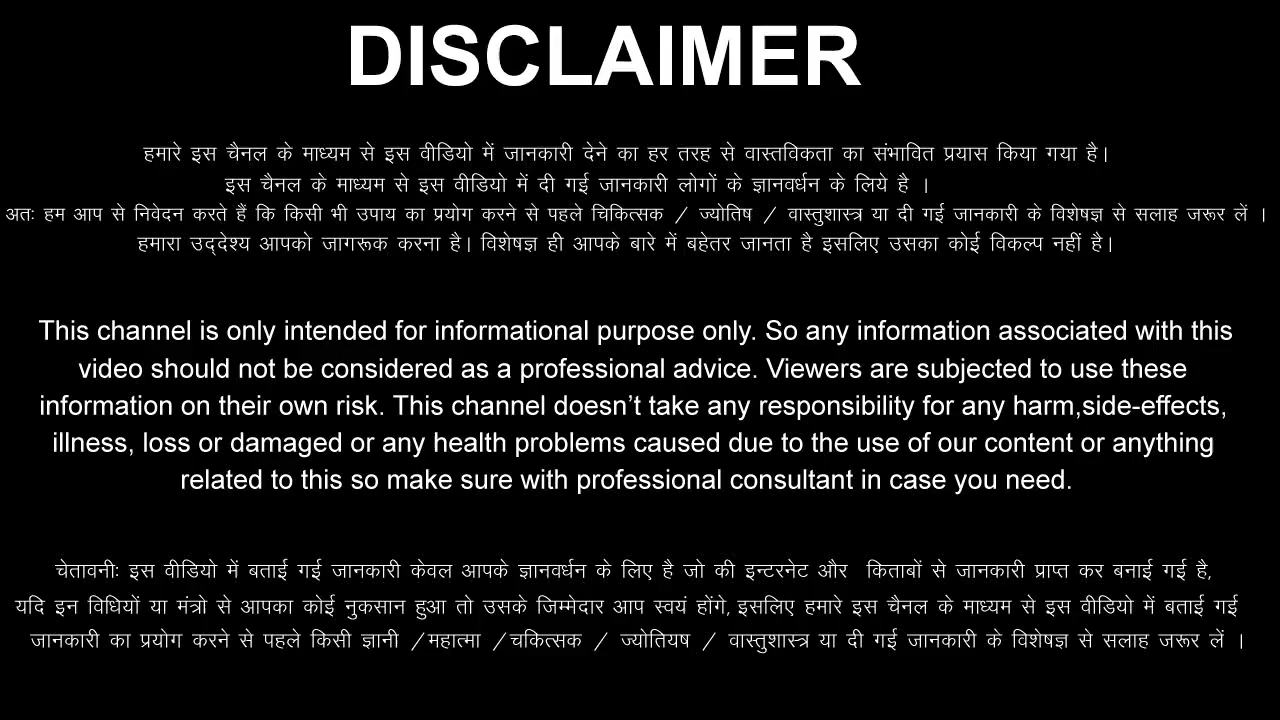 DISCLAIMER
हमारे इस चैनल के माध्यम से इस वीडियो में जानकारी देने का हर तरह से वास्तविकता का संभावित प्रयास किया गया है।
इस चैनल के माध्यम से इस वीडियो में दी गई जानकारी लोगों के ज्ञानवर्धन के लिये है ।
अतः हम आप से निवेदन करते हैं कि किसी भी उपाय का प्रयोग करने से पहले चिकित्सक / ज्योतिष / वास्तुशास्त्र या दी गई जानकारी के विशेषज्ञ से सलाह जरूर लें ।
हमारा उद्देश्य आपको जागरूक करना है। विशेषज्ञ ही आपके बारे में बहेतर जानता है इसलिए उसका कोई विकल्प नहीं है।
This channel is only intended for informational purpose only. So any information associated with this
video should not be considered as a professional advice. Viewers are subjected to use these
information on their own risk. This channel doesn’t take any responsibility for any harm,side-effects,
illness, loss or damaged or any health problems caused due to the use of our content or anything
related to this so make sure with professional consultant in case you need.
चेतावनीः इस वीडियो में बताई गई जानकारी केवल आपके ज्ञानवर्धन के लिए है जो की इन्टरनेट और किताबों से जानकारी प्राप्त कर बनाई गई है,
यदि इन विधियों या मंत्रो से आपका कोई नुकसान हुआ तो उसके जिम्मेदार आप स्वयं होंगे, इसलिए हमारे इस चैनल के माध्यम से इस वीडियो में बताई गई
जानकारी का प्रयोग करने से पहले किसी ज्ञानी /महात्मा /चकित्सक / ज्योतियष / वास्तुशास्त्र या दी गई जानकारी के विशेषज्ञ से सलाह जरूर लें ।